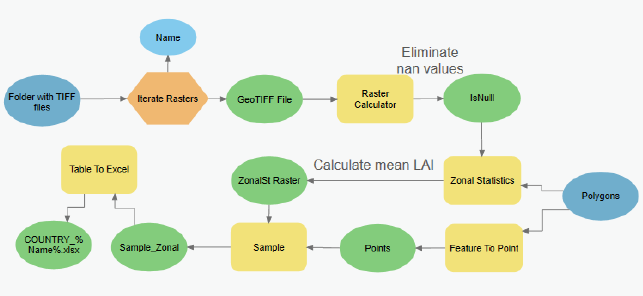 Name
Eliminate
nan values
Folder with TIFF
files
Iterate Rasters
GeoTIFF File
Raster
Calculator
IsNull
Table To Excel
ZonalSt Raster
Calculate mean LAI
Zonal Statistics
Polygons
COUNTRY_%
Name%.xlsx
Sample_Zonal
Sample
Points
Feature To Point